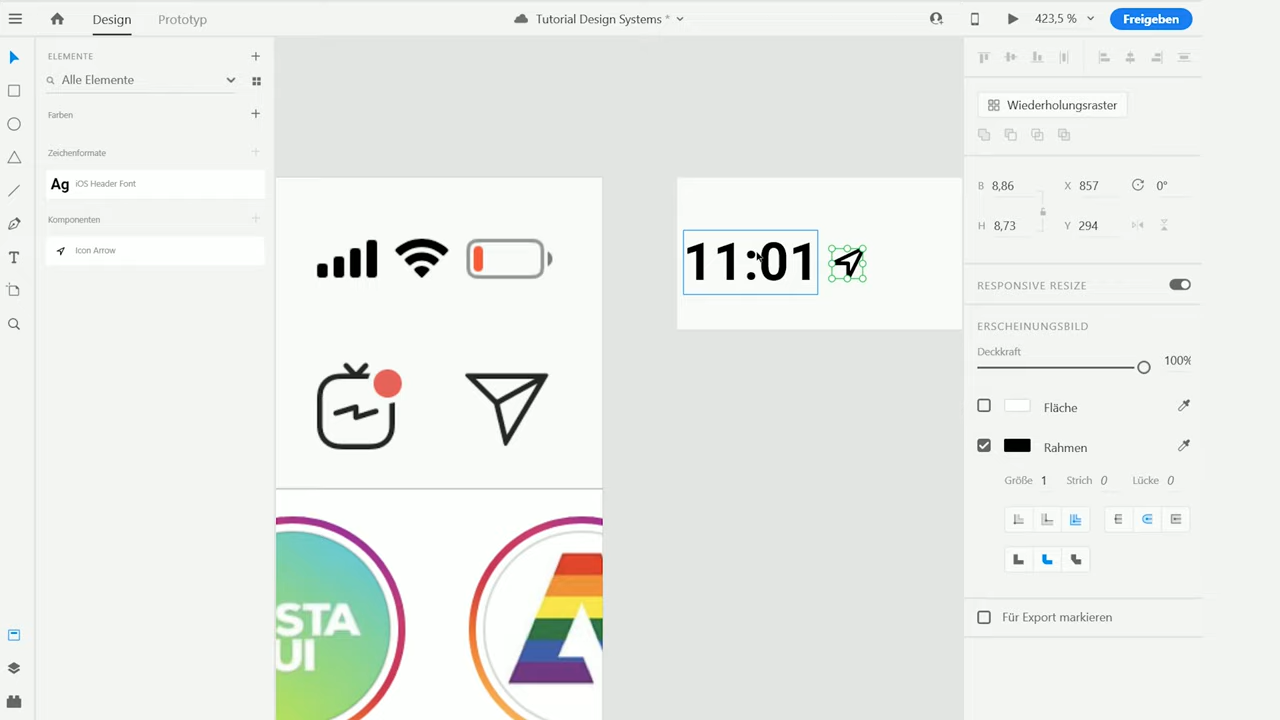 Design
Prototyp
Tutorial Design Systems *
423,5 %
Freigeben
ELEMENTE
Alle Elemente
Farben
Zeichenformate
Ag iOS Header Font
Komponenten
Icon Arrow
11:01
STA
UI
Wiederholungsraster
B 8,86 X 857 0°
H 8,73 Y 294
RESPONSIVE RESIZE
ERSCHEINUNGSBILD
Deckkraft
100%
Fläche
Rahmen
Größe 1 Strich 0 Lücke 0
Für Export markieren